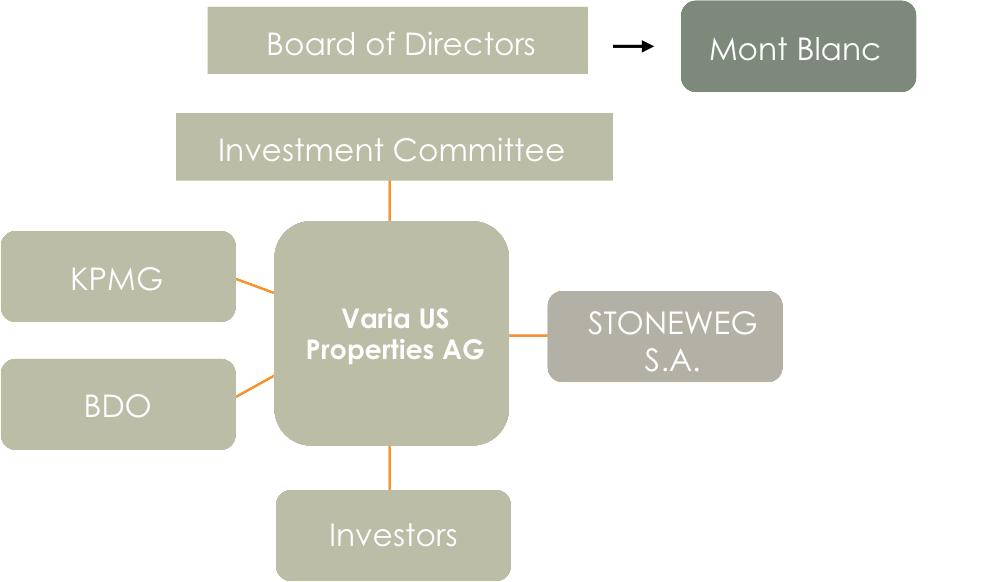 Board of Directors
Mont Blanc
Investment Committee
KPMG
Varia US
Properties AG
STONEWEG
S.A.
BDO
Investors